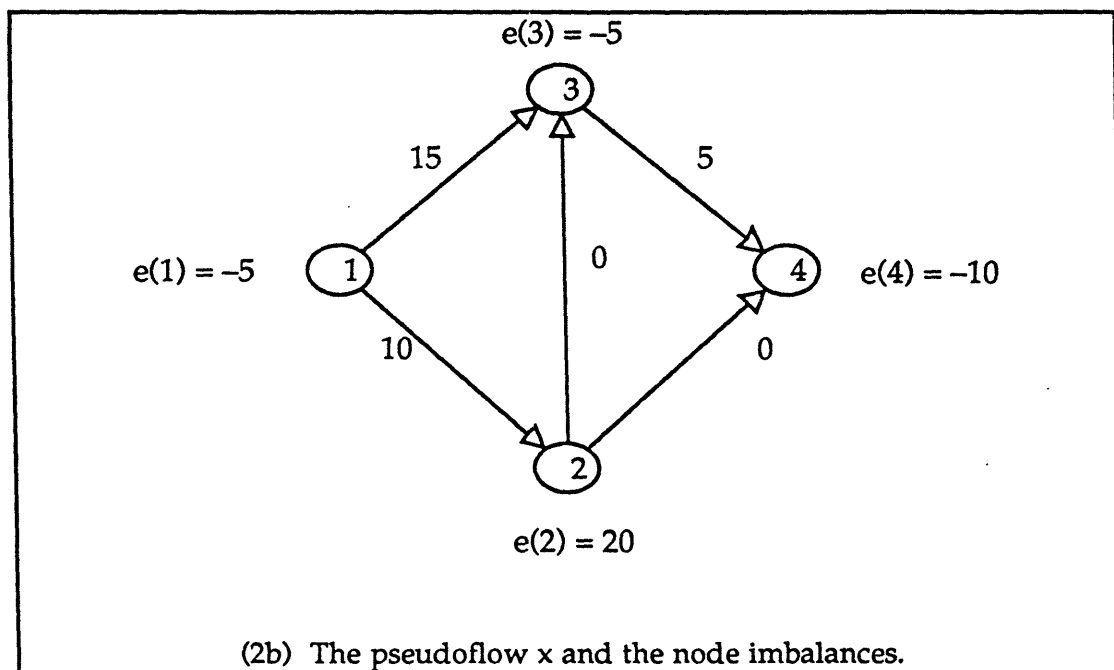 e(3) = –5
3
15
5
e(1) = –5
1
0
4
e(4) = –10
10
0
2
e(2) = 20
(2b) The pseudoflow x and the node imbalances.